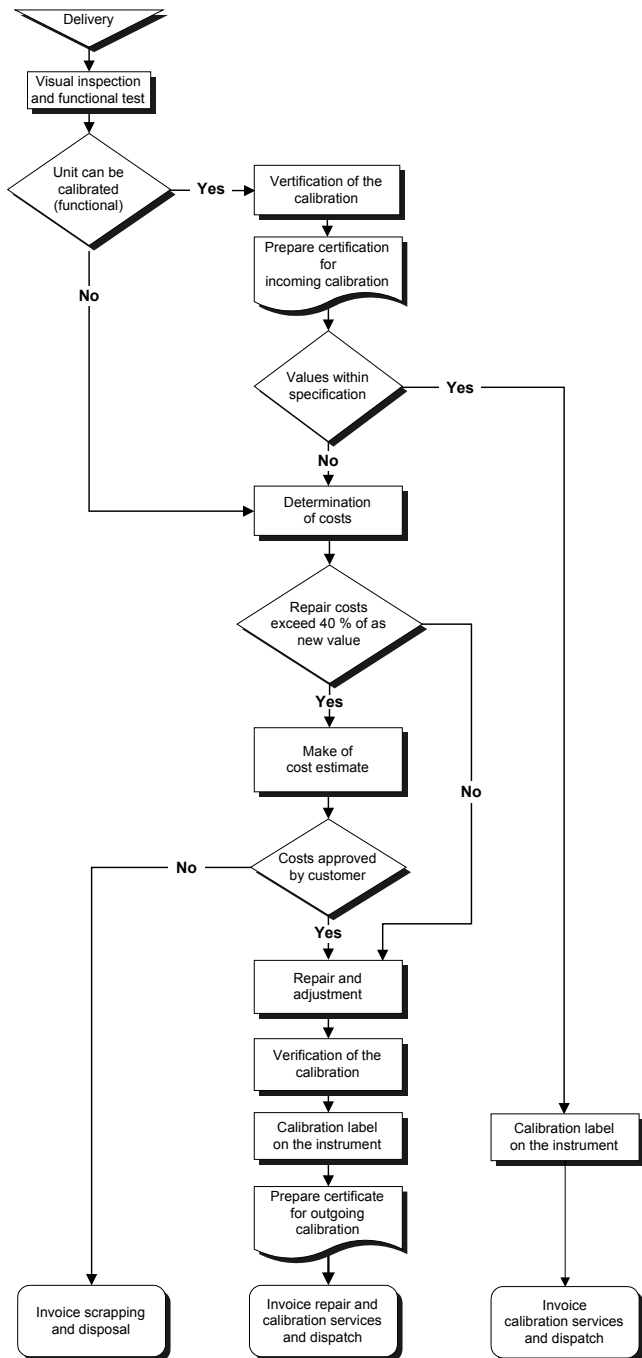 Delivery
Visual inspection
and functional test
Unit can be
calibrated
(functional)
Yes
Vertification of the
calibration
Prepare certification
for
incoming calibration
No
Values within
specification
Yes
No
Determination
of costs
Repair costs
exceed 40 % of as
new value
Yes
Make of
cost estimate
No
No
Costs approved
by customer
Yes
Repair and
adjustment
Verification of the
calibration
Calibration label
on the instrument
Calibration label
on the instrument
Prepare certificate
for outgoing
calibration
Invoice scrapping
and disposal
Invoice repair and
calibration services
and dispatch
Invoice
calibration services
and dispatch